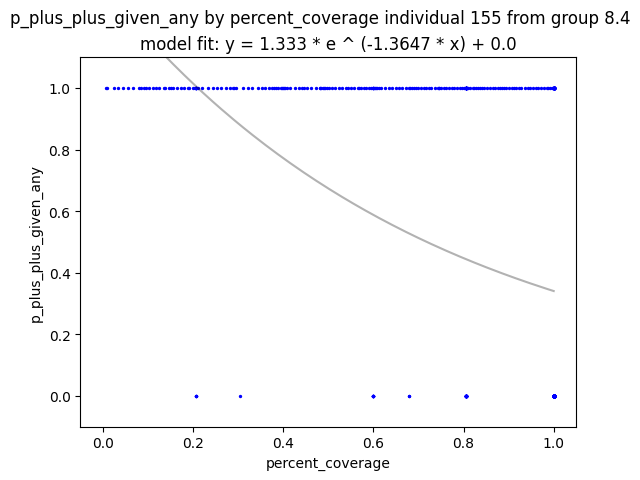 p_plus_plus_given_any by percent_coverage individual 155 from group 8.4
model fit: y = 1.333 * e ^ (-1.3647 * x) + 0.0
1.0
0.8
0.6
0.4
0.2
0.0
p_plus_plus_given_any
0.0 0.2 0.4 0.6 0.8 1.0
percent_coverage